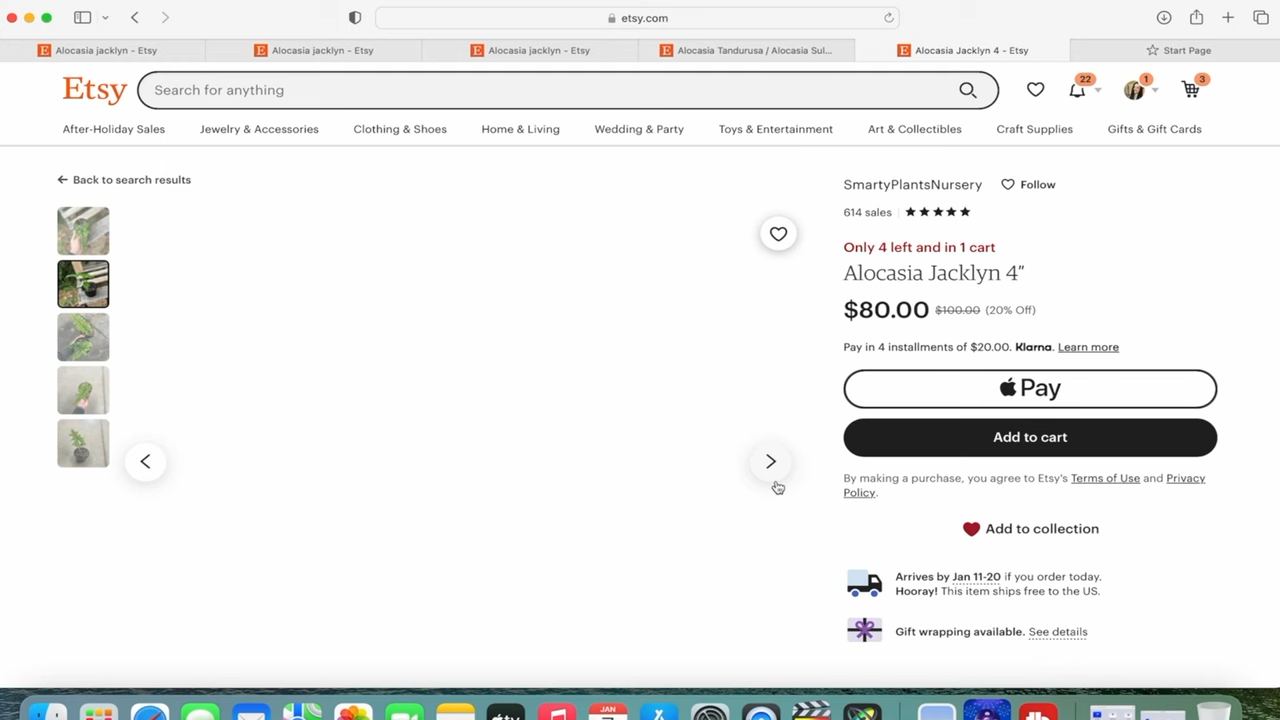 etsy.com
Alocasia jacklyn - Etsy
Alocasia jacklyn - Etsy
Alocasia jacklyn - Etsy
Alocasia Tandurusa / Alocasia Sul...
Alocasia Jacklyn 4 - Etsy
Start Page
Etsy
Search for anything
22
1
3
After-Holiday Sales
Jewelry & Accessories
Clothing & Shoes
Home & Living
Wedding & Party
Toys & Entertainment
Art & Collectibles
Craft Supplies
Gifts & Gift Cards
Back to search results
SmartyPlantsNursery
Follow
614 sales
Only 4 left and in 1 cart
Alocasia Jacklyn 4"
$80.00 $100.00 (20% Off)
Pay in 4 installments of $20.00. Klarna. Learn more
Pay
Add to cart
By making a purchase, you agree to Etsy's Terms of Use and Privacy
Policy.
Add to collection
Arrives by Jan 11-20 if you order today.
Hooray! This item ships free to the US.
Gift wrapping available. See details
JAN